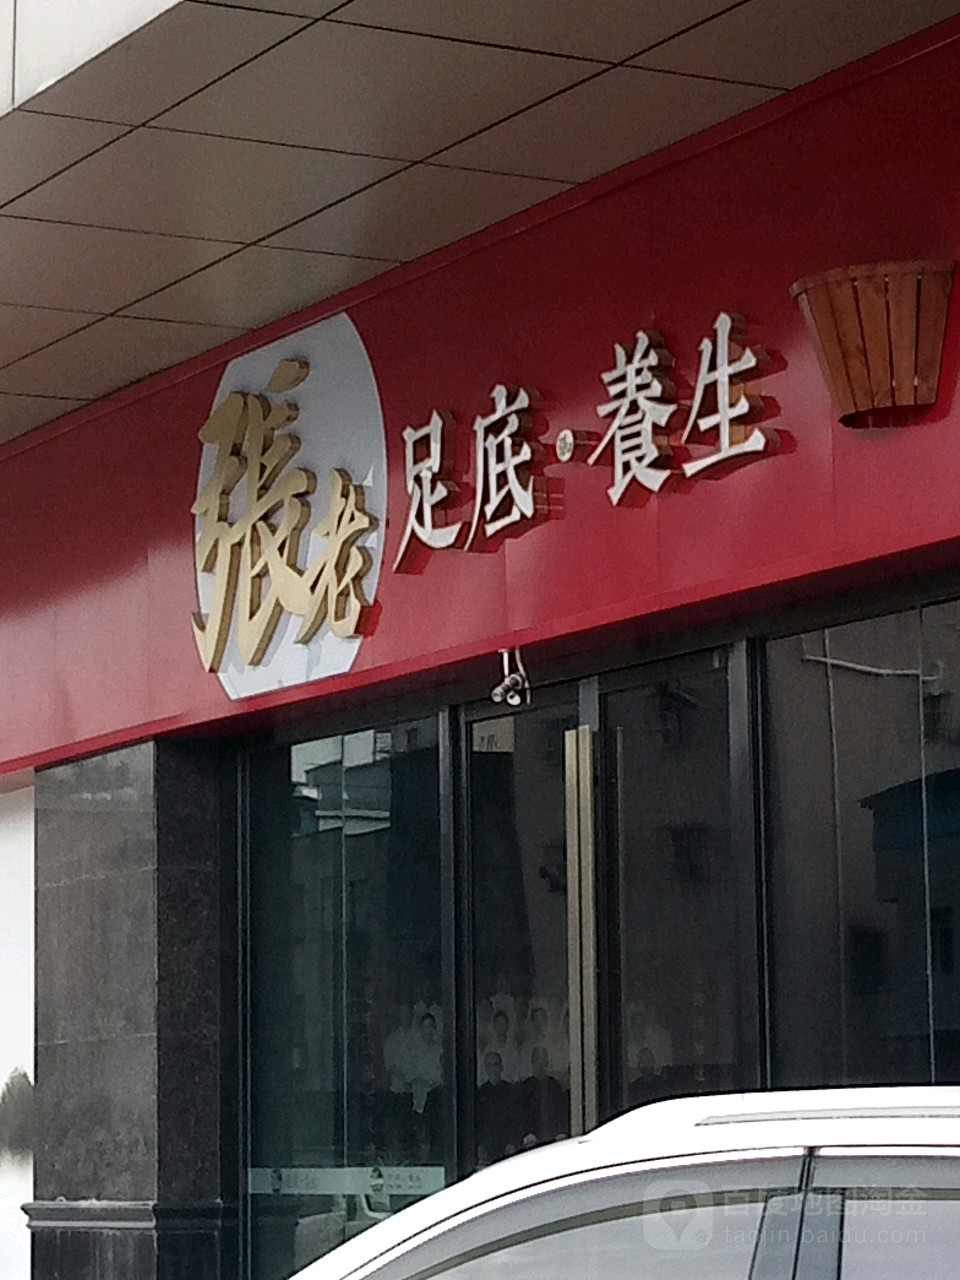 張老 足底·養生
百度地图淘金
taojin.baidu.com